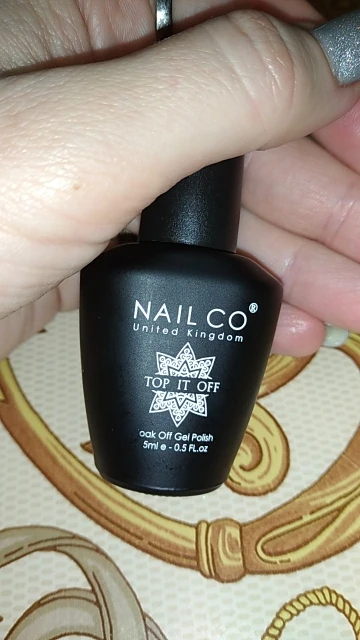 NAIL CO®
United Kingdom
TOP IT OFF
oak Off Gel Polish
5ml e - 0.5 FL.oz